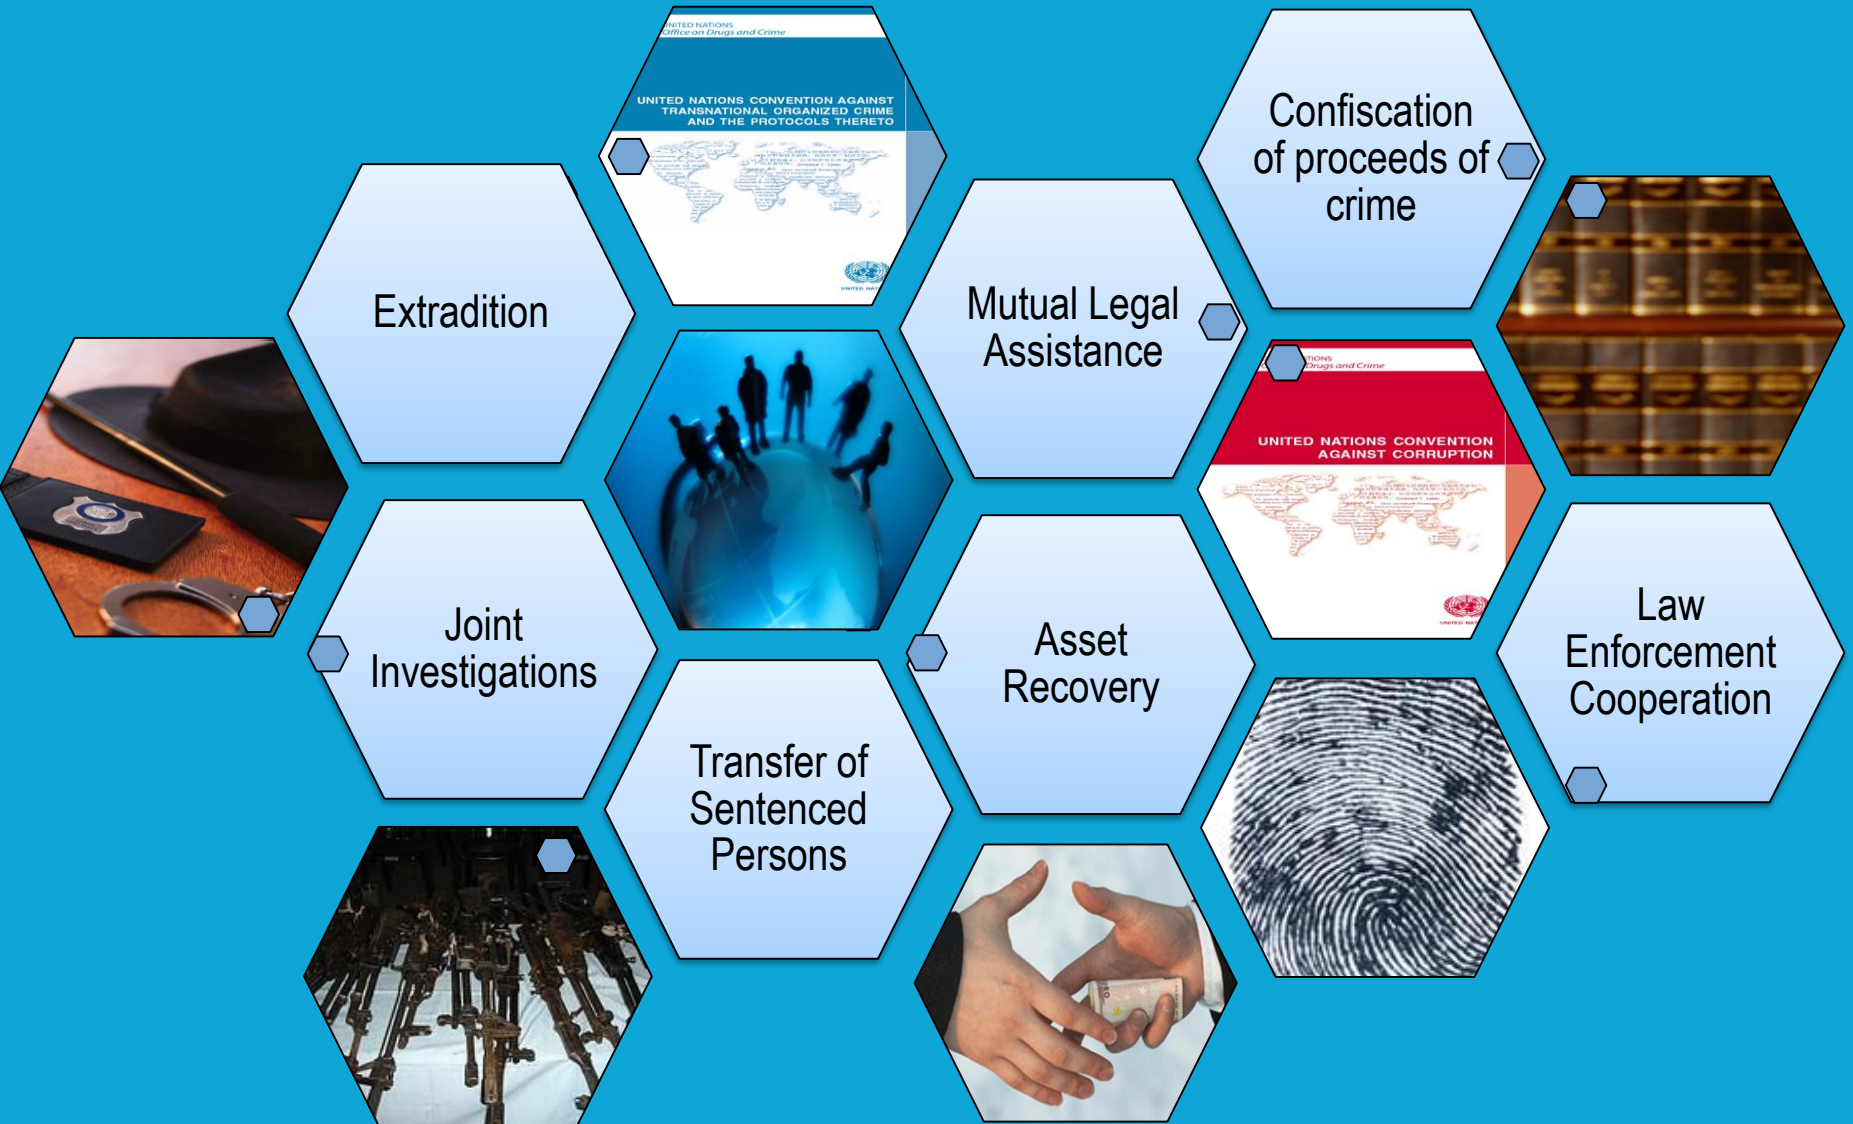 UNITED NATIONS
Office on Drugs and Crime
UNITED NATIONS CONVENTION AGAINST
TRANSNATIONAL ORGANIZED CRIME
AND THE PROTOCOLS THERETO
UNITED
Confiscation
of proceeds of
crime
Extradition
Mutual Legal
Assistance
Drugs and Crime
UNITED NATIONS CONVENTION
AGAINST CORRUPTION
UNITED
Joint
Investigations
Asset
Recovery
Law
Enforcement
Cooperation
Transfer of
Sentenced
Persons